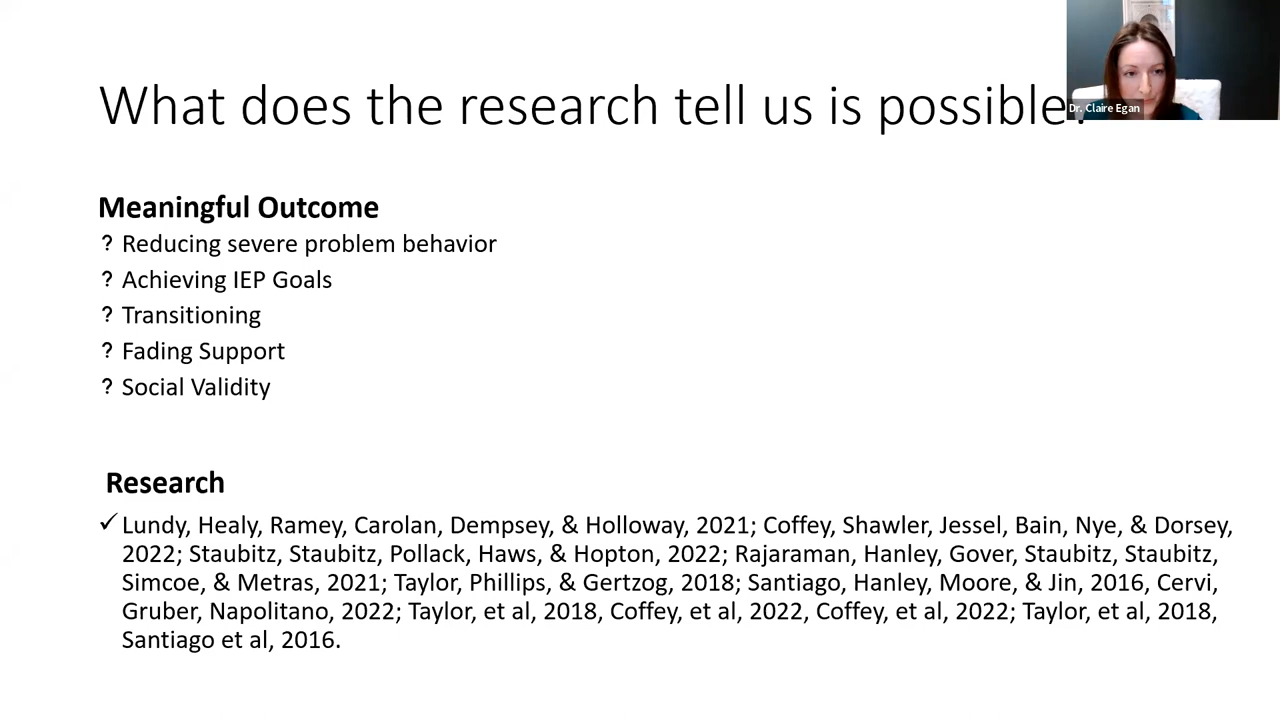 What does the research tell us is possible?
Dr. Claire Egan
Meaningful Outcome
? Reducing severe problem behavior
? Achieving IEP Goals
? Transitioning
? Fading Support
? Social Validity
Research
✓ Lundy, Healy, Ramey, Carolan, Dempsey, & Holloway, 2021; Coffey, Shawler, Jessel, Bain, Nye, & Dorsey,
2022; Staubitz, Staubitz, Pollack, Haws, & Hopton, 2022; Rajaraman, Hanley, Gover, Staubitz, Staubitz,
Simcoe, & Metras, 2021; Taylor, Phillips, & Gertzog, 2018; Santiago, Hanley, Moore, & Jin, 2016, Cervi,
Gruber, Napolitano, 2022; Taylor, et al, 2018, Coffey, et al, 2022, Coffey, et al, 2022; Taylor, et al, 2018,
Santiago et al, 2016.